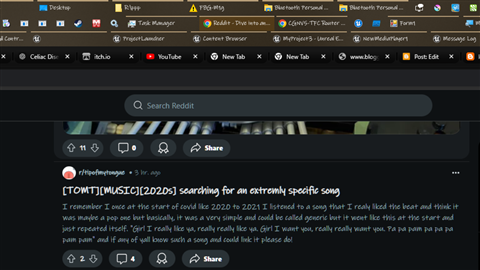 Desktop
Bluetooth Personal ...
Bluetooth Personal ...
Task Manager
Reddit - Dive into an...
CGNV5-TPC Router ...
Form1
ProjectLauncher
Content Browser
MyProject3 - Unreal E...
NewMediaPlayer1
Message Log
Celiac Dis
itch.io
YouTube
New Tab
New Tab
www.blog
Post: Edit
Search Reddit
11
0
Share
r/tipofmytongue • 3 hr. ago
[TOMT][MUSIC][2020s] searching for an extremly specific song
I remember I once at the start of covid like 2020 to 2021 I listened to a song that I realy liked the beat and think it
was maybe a pop one but basically, it was a very simple and could be called generic but it went like this at the start and
just repeated itself. "Girl I really like ya, really really like ya. Girl I want you, really really want you. Pa pa pam pa pa pa
pam pam" and if any of yall know such a song and could link it please do!
2
4
Share